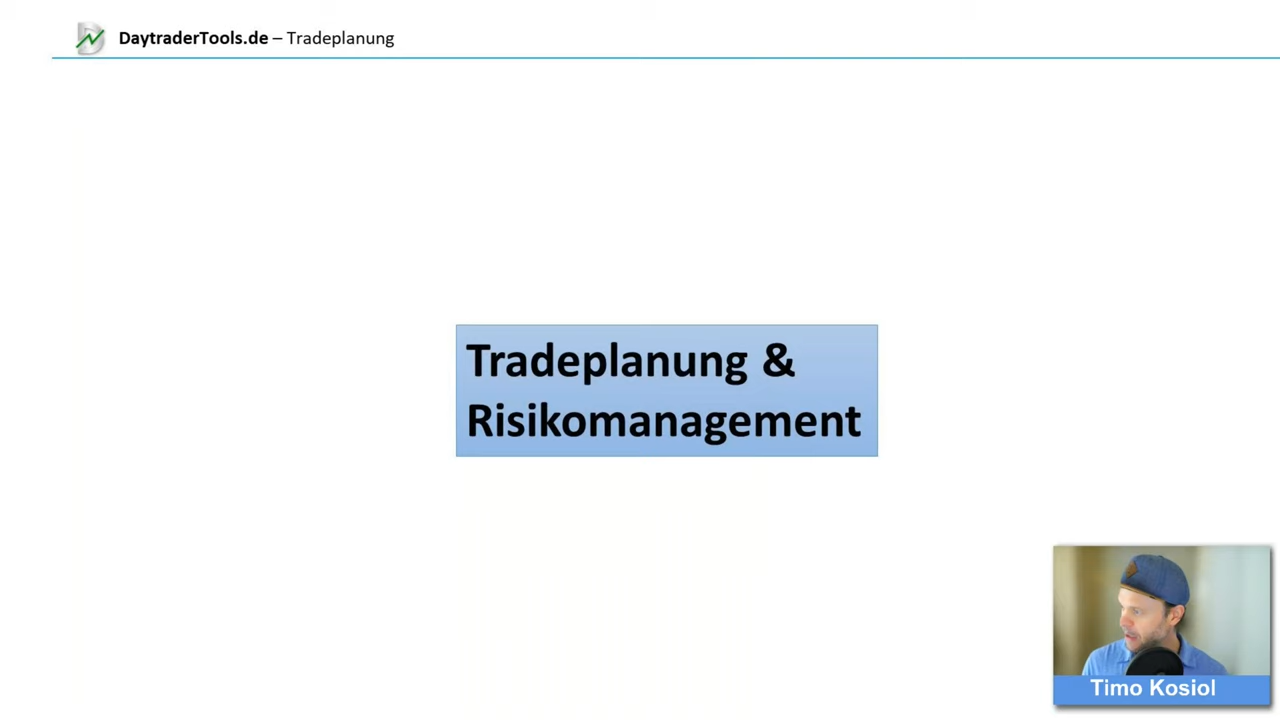 DaytraderTools.de – Tradeplanung
Tradeplanung &
Risikomanagement
Timo Kosiol